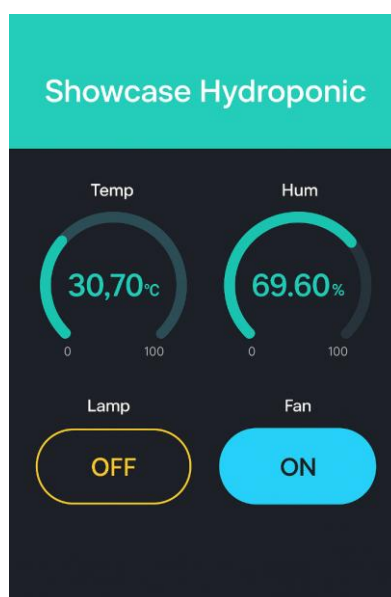 Showcase Hydroponic
Temp Hum
30,70°C 69.60%
0 100 0 100
Lamp Fan
OFF ON